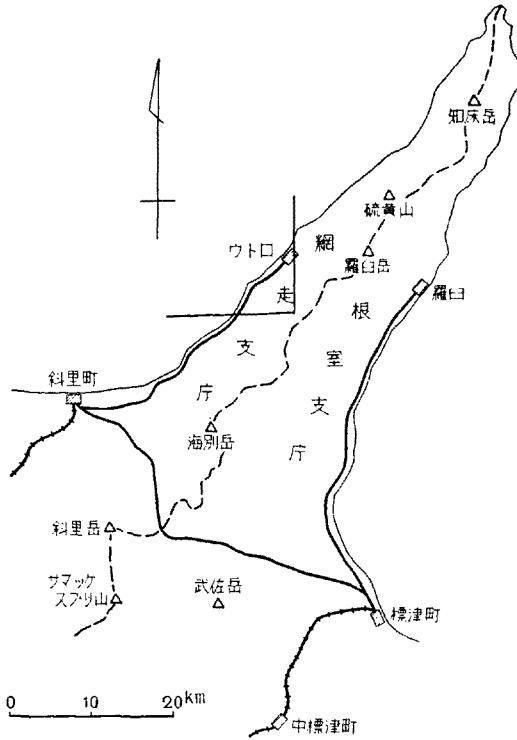 知床岳
硫黄山
ウトロ
網走支庁
羅臼岳
羅臼
根室支庁
斜里町
海別岳
斜里岳
サマッケ
ヌプリ山
武佐岳
標津町
0 10 20km
中標津町